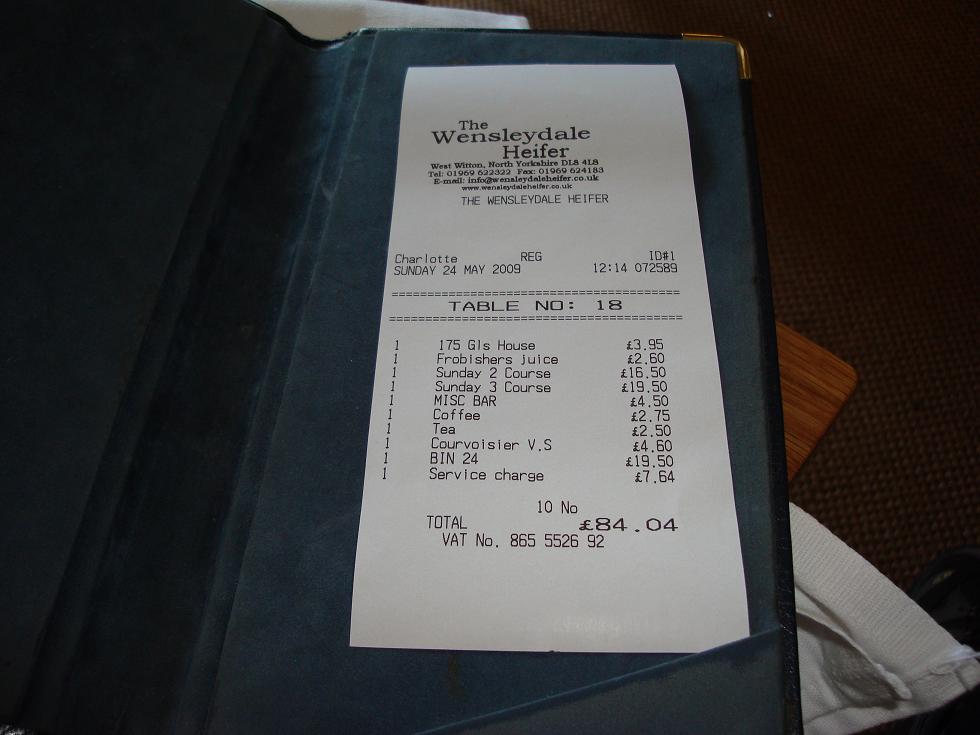 The
Wensleydale
Heifer
West Witton, North Yorkshire DL8 4LS
Tel: 01969 622322 Fax: 01969 624183
E-mail: info@wensleydaleheifer.co.uk
www.wensleydaleheifer.co.uk
THE WENSLEYDALE HEIFER
Charlotte REG ID#1
SUNDAY 24 MAY 2009 12:14 072589
========================================
TABLE NO: 18
========================================
1 175 Gls House £3.95
1 Frobishers juice £2.60
1 Sunday 2 Course £16.50
1 Sunday 3 Course £19.50
1 MISC BAR £4.50
1 Coffee £2.75
1 Tea £2.50
1 Courvoisier V.S £4.60
1 BIN 24 £19.50
1 Service charge £7.64
10 No
TOTAL £84.04
VAT No. 865 5526 92